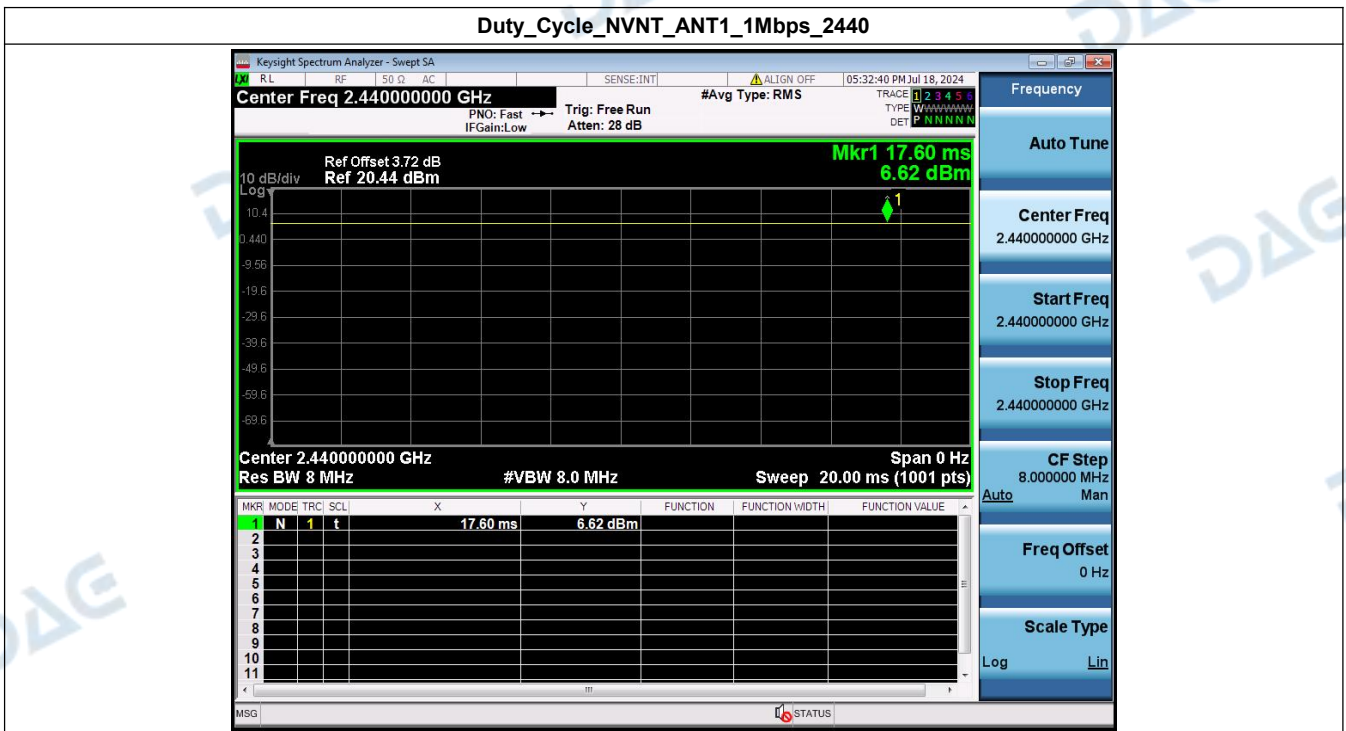 Duty_Cycle_NVNT_ANT1_1Mbps_2440
Keysight Spectrum Analyzer - Swept SA
LXI RL RF 50 Ω AC SENSE:INT ALIGN OFF 05:32:40 PM Jul 18, 2024
Center Freq 2.440000000 GHz #Avg Type: RMS TRACE 1 2 3 4 5 6
PNO: Fast Trig: Free Run TYPE WWWWWW
IFGain:Low Atten: 28 dB DET P N N N N N
Mkr1 17.60 ms
6.62 dBm
Ref Offset 3.72 dB
10 dB/div Ref 20.44 dBm
Log
1
10.4
0.440
-9.56
-19.6
-29.6
-39.6
-49.6
-59.6
-69.6
Center 2.440000000 GHz Span 0 Hz
Res BW 8 MHz #VBW 8.0 MHz Sweep 20.00 ms (1001 pts)
MKR MODE TRC SCL X Y FUNCTION FUNCTION WIDTH FUNCTION VALUE
1 N 1 t 17.60 ms 6.62 dBm
2
3
4
5
6
7
8
9
10
11
MSG STATUS
Frequency
Auto Tune
Center Freq
2.440000000 GHz
Start Freq
2.440000000 GHz
Stop Freq
2.440000000 GHz
CF Step
8.000000 MHz
Auto Man
Freq Offset
0 Hz
Scale Type
Log Lin
DAG
DAG
DAG